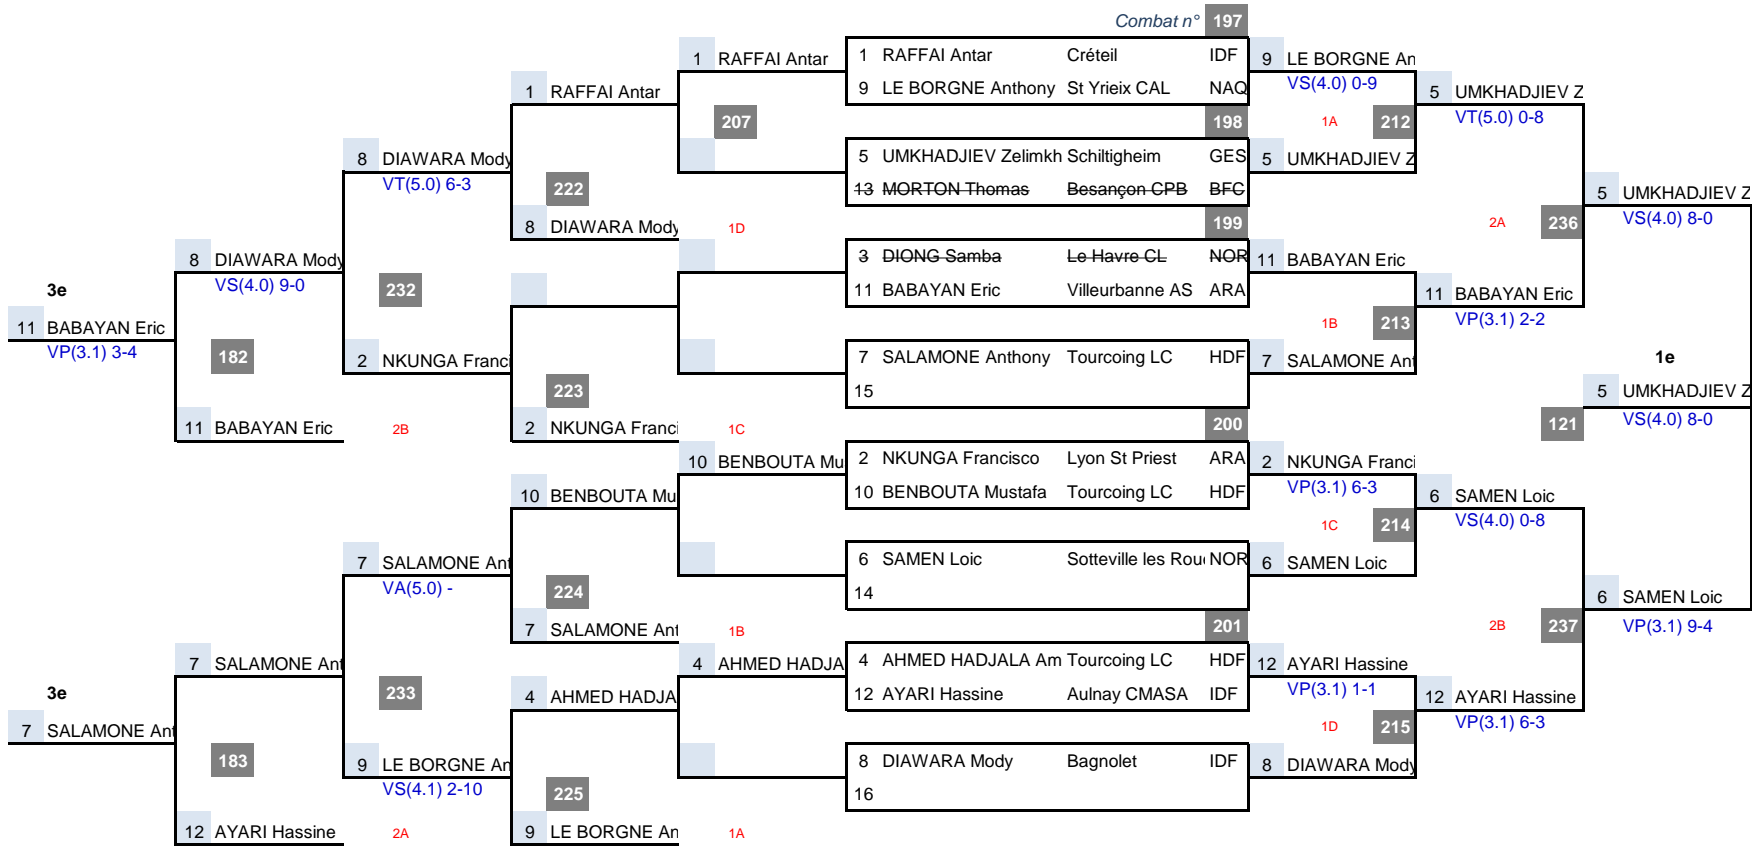 Combat n° 197
1 RAFFAI Antar 1 RAFFAI Antar Créteil IDF 9 LE BORGNE An
1 RAFFAI Antar 9 LE BORGNE Anthony St Yrieix CAL NAQ VS(4.0) 0-9 5 UMKHADJIEV Z
207 198 1A 212 VT(5.0) 0-8
8 DIAWARA Mody 5 UMKHADJIEV Zelimkh Schiltigheim GES 5 UMKHADJIEV Z
VT(5.0) 6-3 222 13 MORTON Thomas Besançon CPB BFC 5 UMKHADJIEV Z
8 DIAWARA Mody 1D 199 2A 236 VS(4.0) 8-0
8 DIAWARA Mody 3 DIONG Samba Le Havre CL NOR 11 BABAYAN Eric
3e VS(4.0) 9-0 232 11 BABAYAN Eric Villeurbanne AS ARA 11 BABAYAN Eric
11 BABAYAN Eric 1B 213 VP(3.1) 2-2
VP(3.1) 3-4 182 2 NKUNGA Franci 7 SALAMONE Anthony Tourcoing LC HDF 7 SALAMONE Ant 1e
223 15 5 UMKHADJIEV Z
11 BABAYAN Eric 2B 2 NKUNGA Franci 1C 200 121 VS(4.0) 8-0
10 BENBOUTA Mu 2 NKUNGA Francisco Lyon St Priest ARA 2 NKUNGA Franci
10 BENBOUTA Mu 10 BENBOUTA Mustafa Tourcoing LC HDF VP(3.1) 6-3 6 SAMEN Loic
1C 214 VS(4.0) 0-8
7 SALAMONE Ant 6 SAMEN Loic Sotteville les Rou NOR 6 SAMEN Loic
VA(5.0) - 224 14 6 SAMEN Loic
7 SALAMONE Ant 1B 201 2B 237 VP(3.1) 9-4
7 SALAMONE Ant 4 AHMED HADJA 4 AHMED HADJALA Am Tourcoing LC HDF 12 AYARI Hassine
3e 233 4 AHMED HADJA 12 AYARI Hassine Aulnay CMASA IDF VP(3.1) 1-1 12 AYARI Hassine
7 SALAMONE Ant 1D 215 VP(3.1) 6-3
183 9 LE BORGNE An 8 DIAWARA Mody Bagnolet IDF 8 DIAWARA Mody
VS(4.1) 2-10 225 16
12 AYARI Hassine 2A 9 LE BORGNE An 1A